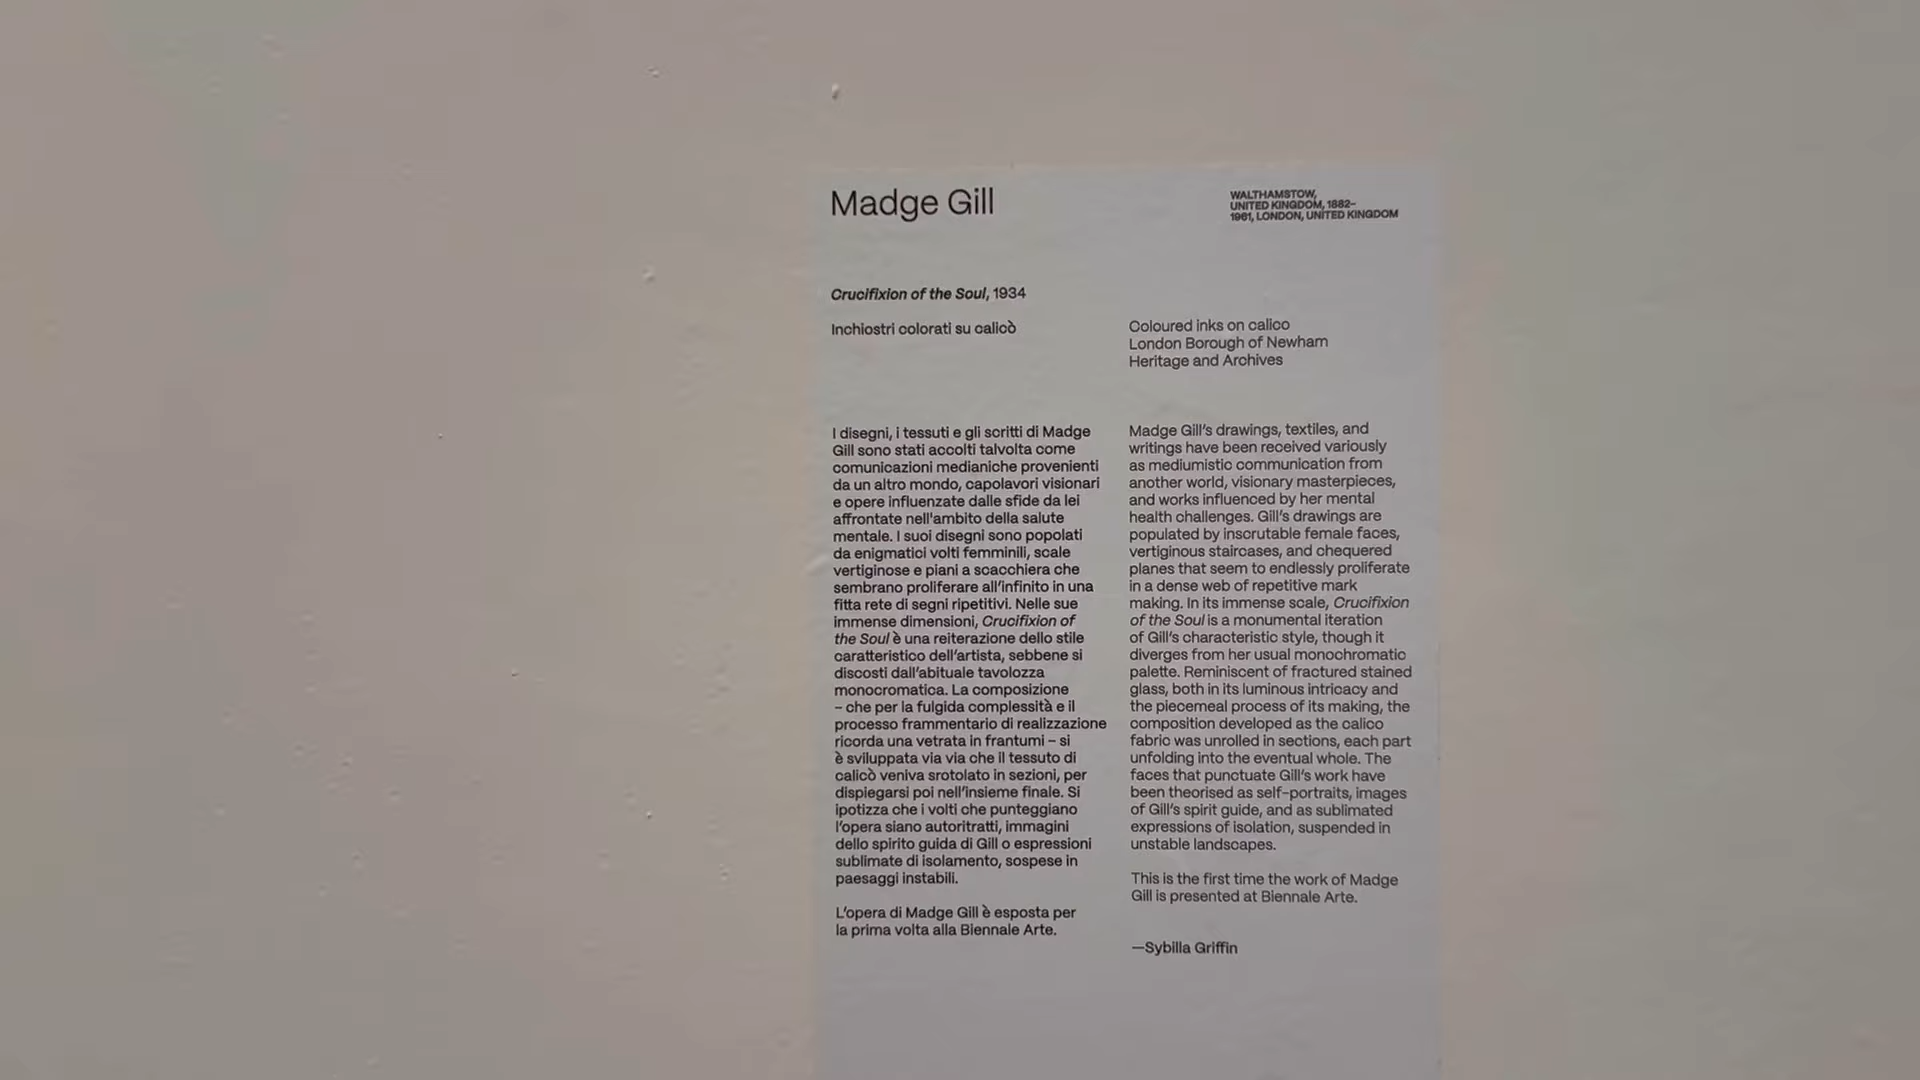 Madge Gill
WALTHAMSTOW,
UNITED KINGDOM, 1882–
1961, LONDON, UNITED KINGDOM
Crucifixion of the Soul, 1934
Inchiostri colorati su calicò
Coloured inks on calico
London Borough of Newham
Heritage and Archives
I disegni, i tessuti e gli scritti di Madge
Gill sono stati accolti talvolta come
comunicazioni medianiche provenienti
da un altro mondo, capolavori visionari
e opere influenzate dalle sfide da lei
affrontate nell'ambito della salute
mentale. I suoi disegni sono popolati
da enigmatici volti femminili, scale
vertiginose e piani a scacchiera che
sembrano proliferare all’infinito in una
fitta rete di segni ripetitivi. Nelle sue
immense dimensioni, Crucifixion of
the Soul è una reiterazione dello stile
caratteristico dell’artista, sebbene si
discosti dall’abituale tavolozza
monocromatica. La composizione
– che per la fulgida complessità e il
processo frammentario di realizzazione
ricorda una vetrata in frantumi – si
è sviluppata via via che il tessuto di
calicò veniva srotolato in sezioni, per
dispiegarsi poi nell’insieme finale. Si
ipotizza che i volti che punteggiano
l’opera siano autoritratti, immagini
dello spirito guida di Gill o espressioni
sublimate di isolamento, sospese in
paesaggi instabili.
L’opera di Madge Gill è esposta per
la prima volta alla Biennale Arte.
Madge Gill’s drawings, textiles, and
writings have been received variously
as mediumistic communication from
another world, visionary masterpieces,
and works influenced by her mental
health challenges. Gill’s drawings are
populated by inscrutable female faces,
vertiginous staircases, and chequered
planes that seem to endlessly proliferate
in a dense web of repetitive mark
making. In its immense scale, Crucifixion
of the Soul is a monumental iteration
of Gill’s characteristic style, though it
diverges from her usual monochromatic
palette. Reminiscent of fractured stained
glass, both in its luminous intricacy and
the piecemeal process of its making, the
composition developed as the calico
fabric was unrolled in sections, each part
unfolding into the eventual whole. The
faces that punctuate Gill’s work have
been theorised as self-portraits, images
of Gill’s spirit guide, and as sublimated
expressions of isolation, suspended in
unstable landscapes.
This is the first time the work of Madge
Gill is presented at Biennale Arte.
—Sybilla Griffin